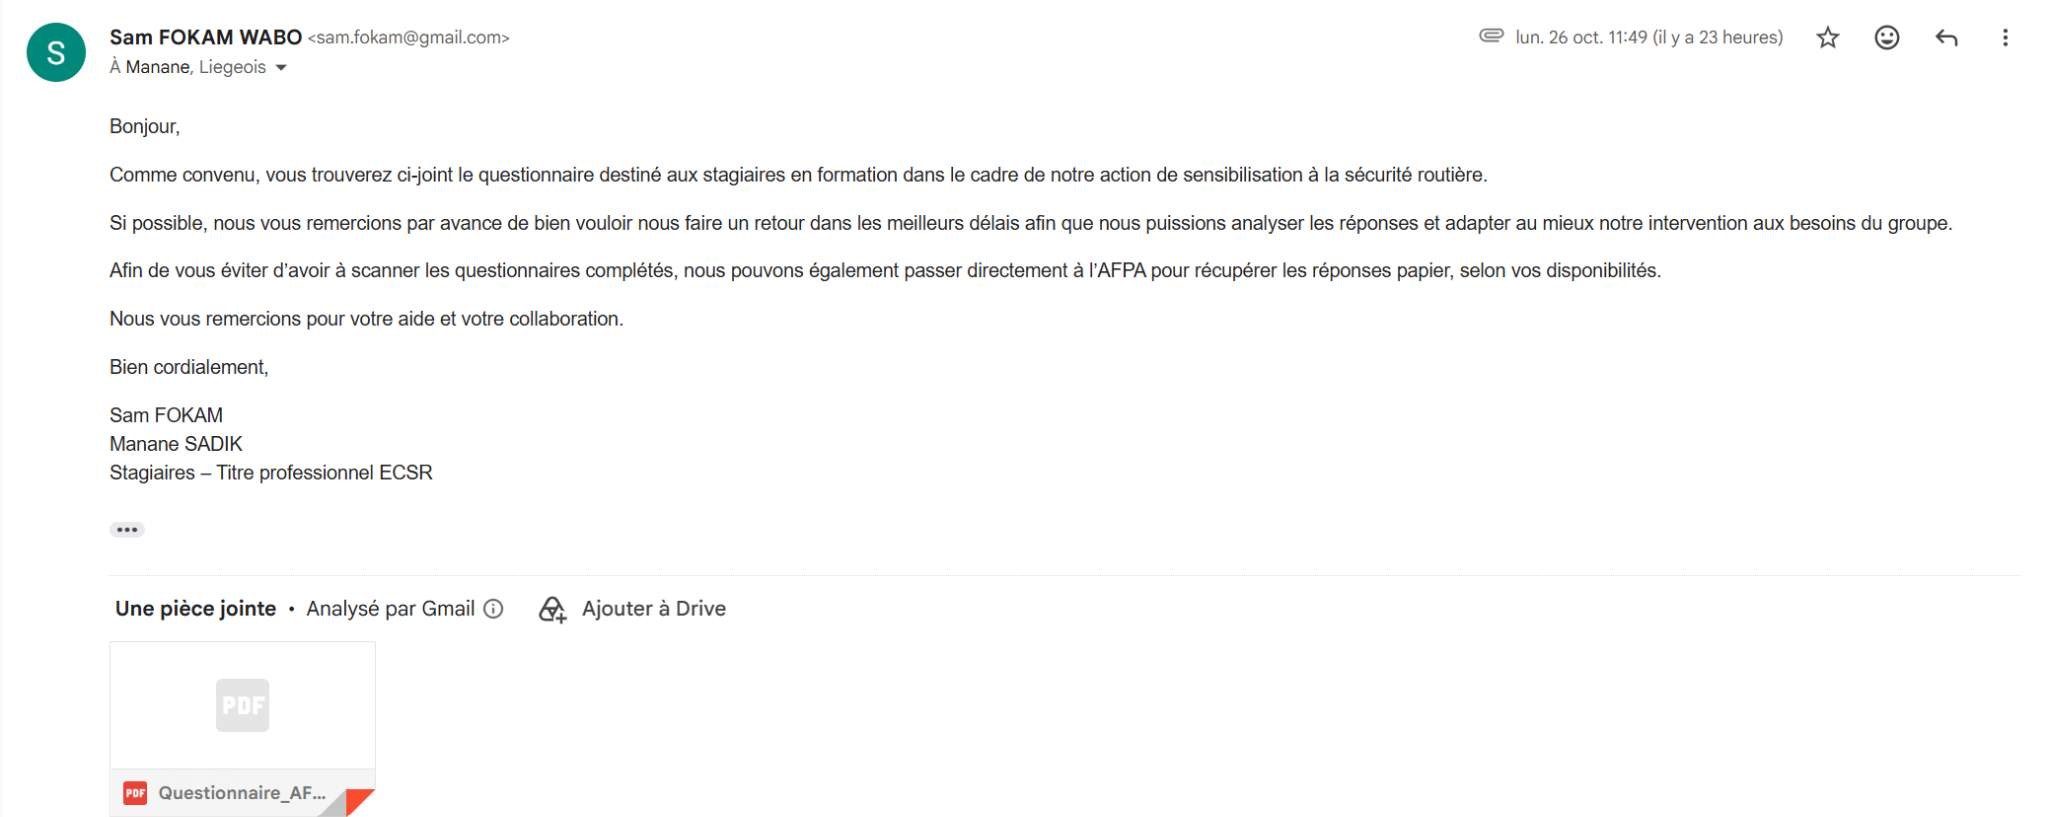 S
Sam FOKAM WABO <sam.fokam@gmail.com>
lun. 26 oct. 11:49 (il y a 23 heures)
À Manane, Liegeois
Bonjour,
Comme convenu, vous trouverez ci-joint le questionnaire destiné aux stagiaires en formation dans le cadre de notre action de sensibilisation à la sécurité routière.
Si possible, nous vous remercions par avance de bien vouloir nous faire un retour dans les meilleurs délais afin que nous puissions analyser les réponses et adapter au mieux notre intervention aux besoins du groupe.
Afin de vous éviter d’avoir à scanner les questionnaires complétés, nous pouvons également passer directement à l’AFPA pour récupérer les réponses papier, selon vos disponibilités.
Nous vous remercions pour votre aide et votre collaboration.
Bien cordialement,
Sam FOKAM
Manane SADIK
Stagiaires – Titre professionnel ECSR
Une pièce jointe • Analysé par Gmail Ajouter à Drive
PDF
PDF Questionnaire_AF...